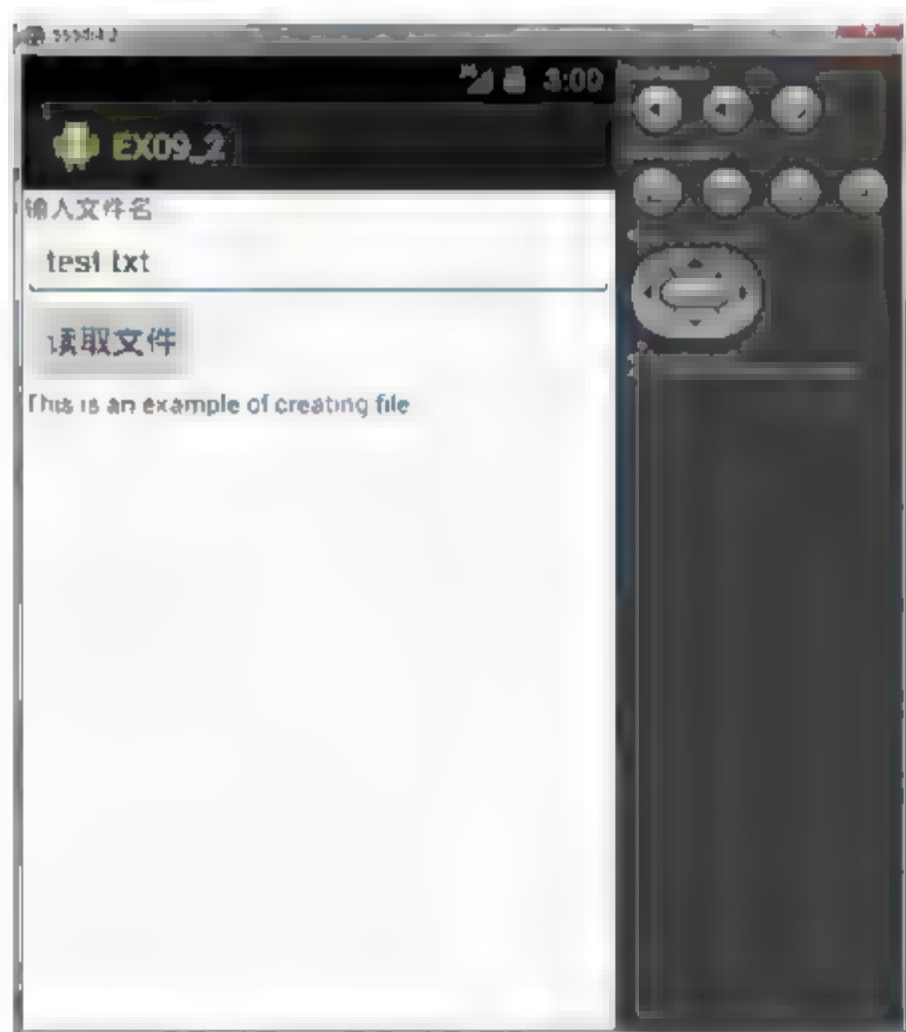 3:00
EX09_2
输入文件名
test txt
读取文件
This is an example of creating file